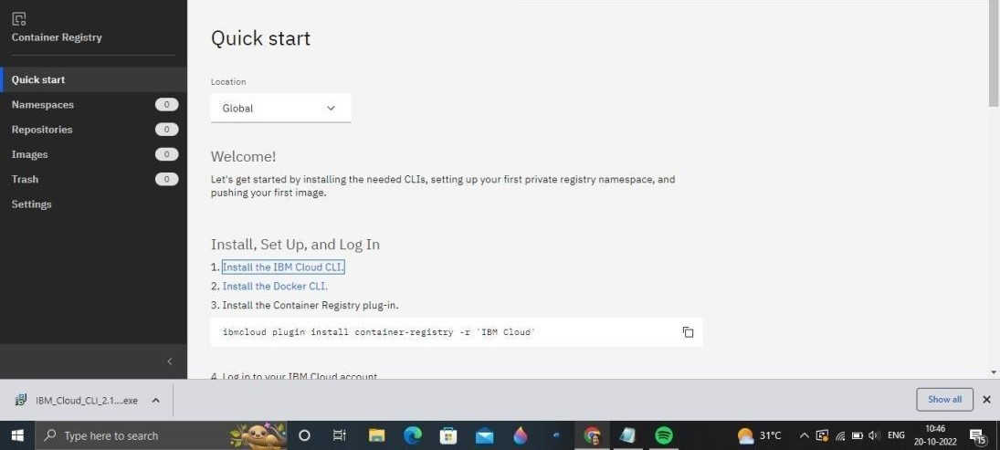 Container Registry
Quick start
Namespaces 0
Repositories 0
Images 0
Trash 0
Settings
Quick start
Location
Global
Welcome!
Let's get started by installing the needed CLIs, setting up your first private registry namespace, and
pushing your first image.
Install, Set Up, and Log In
1. Install the IBM Cloud CLI.
2. Install the Docker CLI.
3. Install the Container Registry plug-in.
ibmcloud plugin install container-registry -r 'IBM Cloud'
4. Log in to your IBM Cloud account
IBM_Cloud_CLI_2.1....exe
Show all
Type here to search
31°C
ENG
10:46
20-10-2022
15